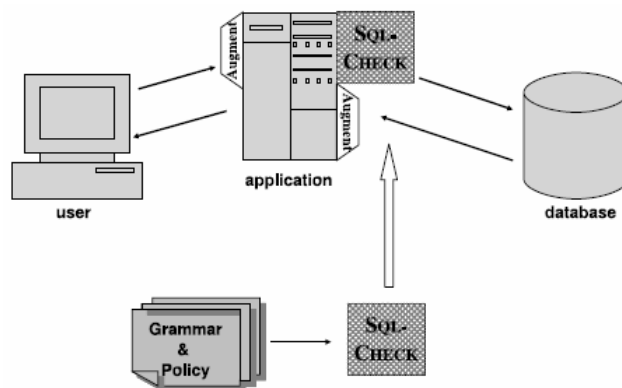 Augment
SQL-
CHECK
Augment
user
application
database
Grammar
&
Policy
SQL-
CHECK